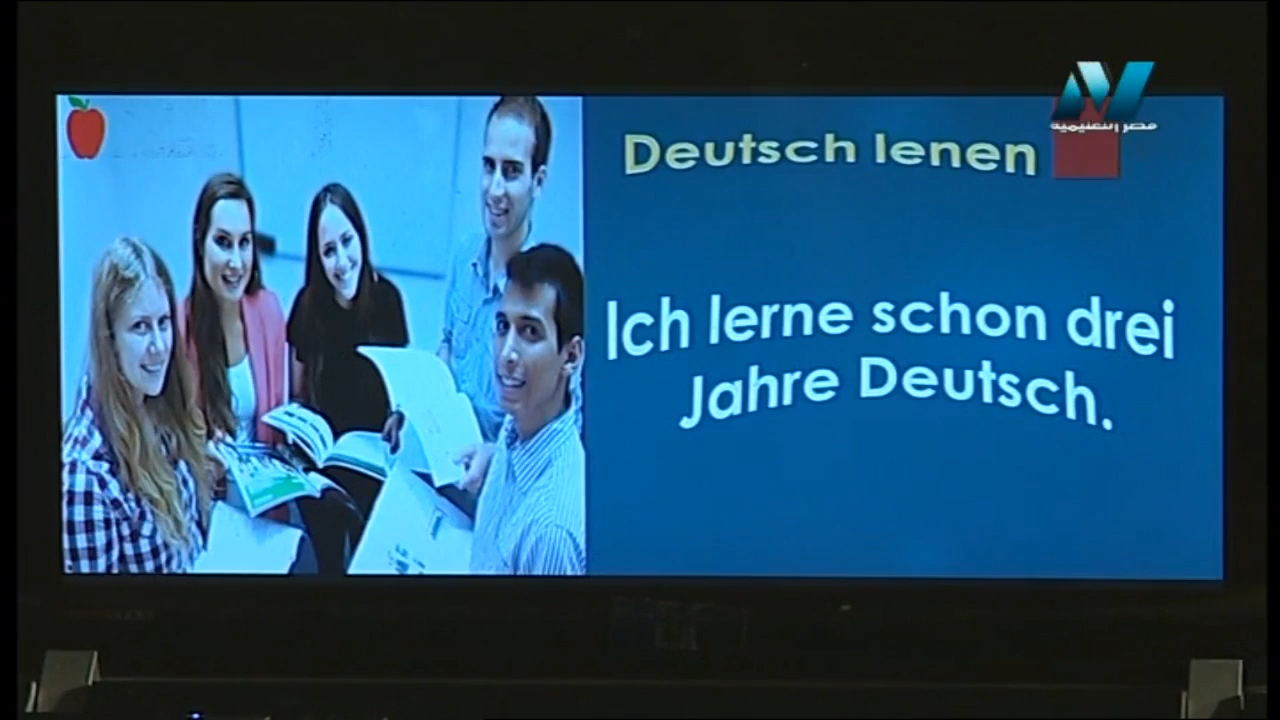 مصر التعليمية
Deutsch lenen
Ich lerne schon drei
Jahre Deutsch.